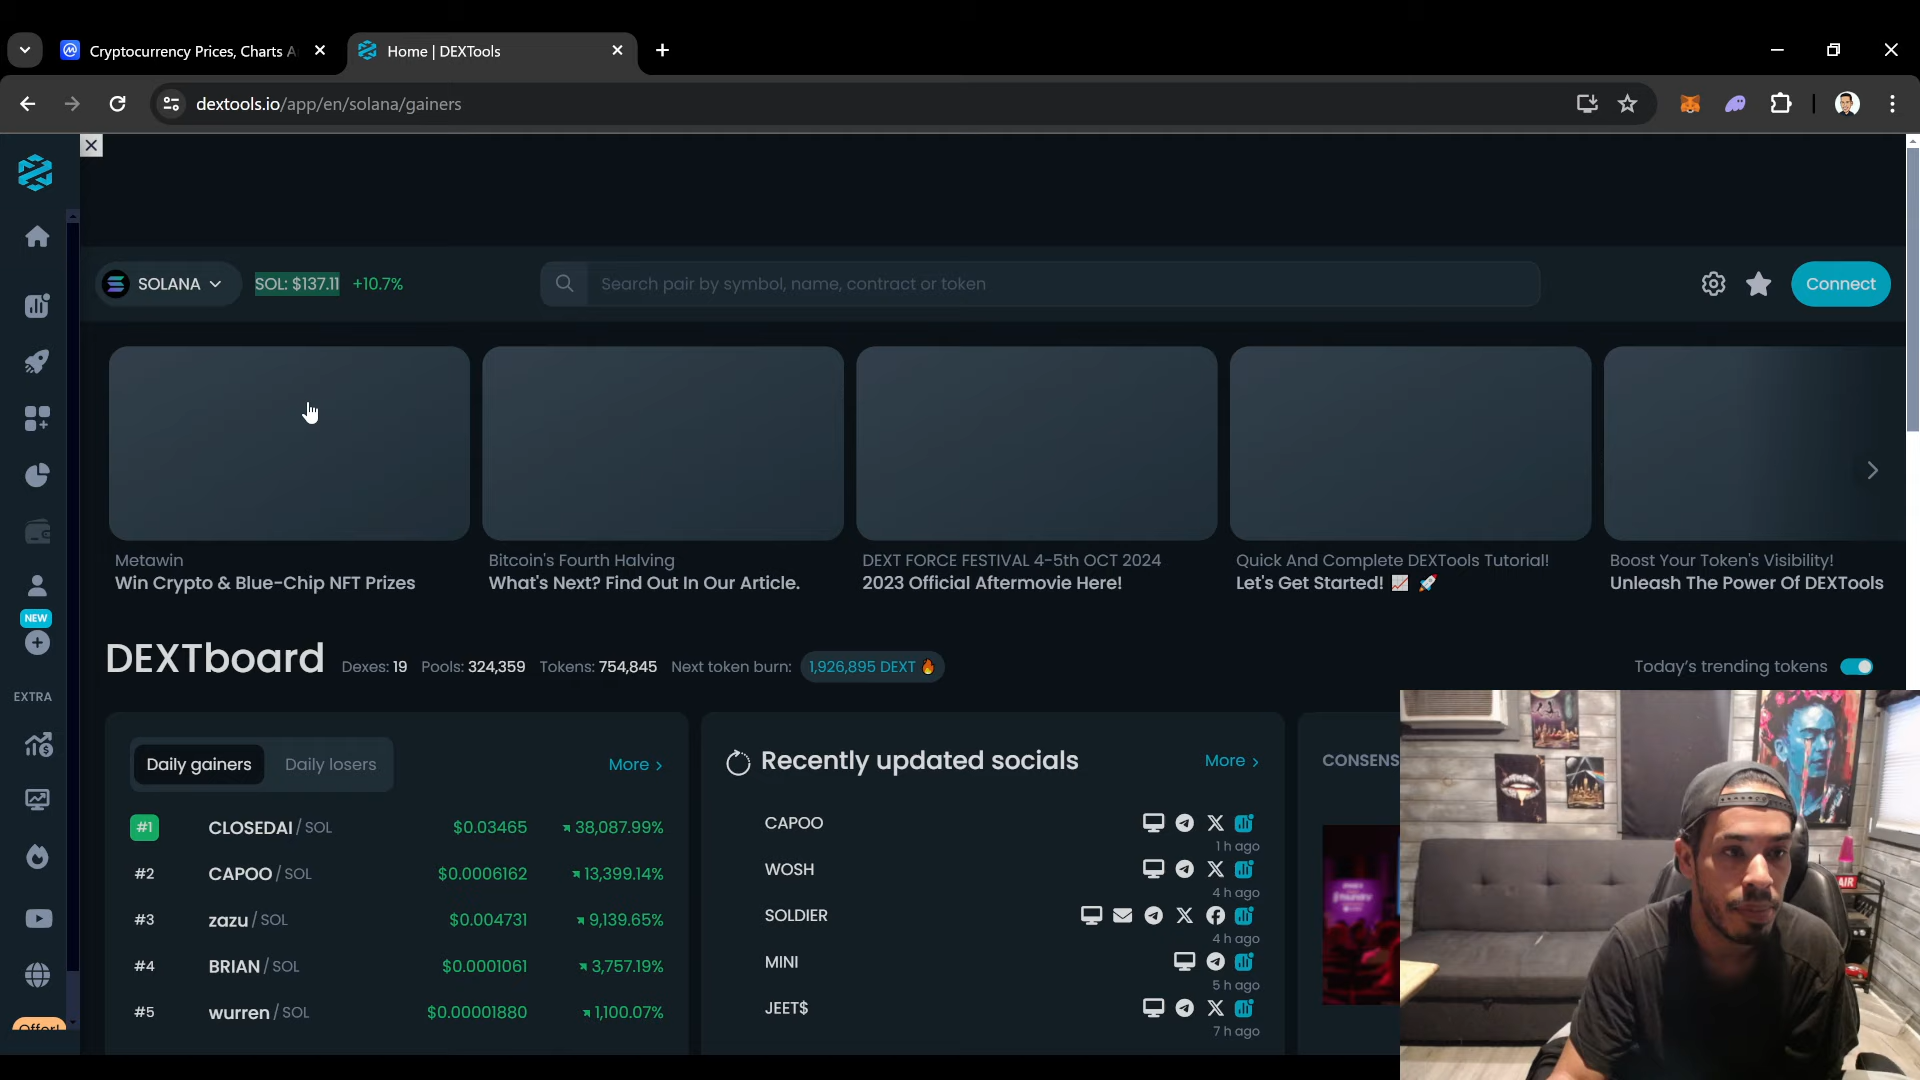 Cryptocurrency Prices, Charts A
Home | DEXTools
dextools.io/app/en/solana/gainers
SOLANA
SOL: $137.11 +10.7%
Search pair by symbol, name, contract or token
Connect
Metawin
Win Crypto & Blue-Chip NFT Prizes
Bitcoin's Fourth Halving
What's Next? Find Out In Our Article.
DEXT FORCE FESTIVAL 4-5th OCT 2024
2023 Official Aftermovie Here!
Quick And Complete DEXTools Tutorial!
Let's Get Started! 📈 🚀
Boost Your Token's Visibility!
Unleash The Power Of DEXTools
NEW
EXTRA
Offer!
DEXTboard Dexes: 19 Pools: 324,359 Tokens: 754,845 Next token burn: 1,926,895 DEXT 🔥
Today's trending tokens
Daily gainers Daily losers More >
#1 CLOSEDAI / SOL $0.03465 38,087.99%
#2 CAPOO / SOL $0.0006162 13,399.14%
#3 zazu / SOL $0.004731 9,139.65%
#4 BRIAN / SOL $0.0001061 3,757.19%
#5 wurren / SOL $0.00001880 1,100.07%
Recently updated socials More >
CAPOO
1 h ago
WOSH
4 h ago
SOLDIER
4 h ago
MINI
5 h ago
JEET$
7 h ago
CONSENS
AIR